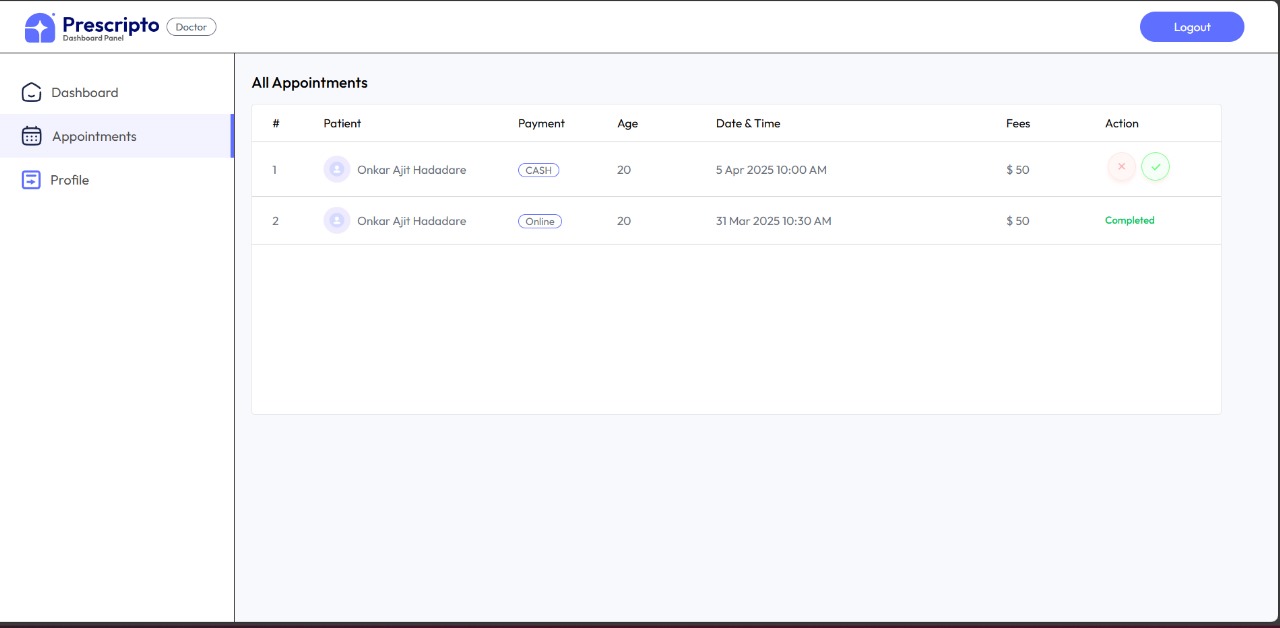 Prescripto
Dashboard Panel
Doctor
Logout
Dashboard
Appointments
Profile
All Appointments
# Patient Payment Age Date & Time Fees Action
1 Onkar Ajit Hadadare CASH 20 5 Apr 2025 10:00 AM $ 50
2 Onkar Ajit Hadadare Online 20 31 Mar 2025 10:30 AM $ 50 Completed